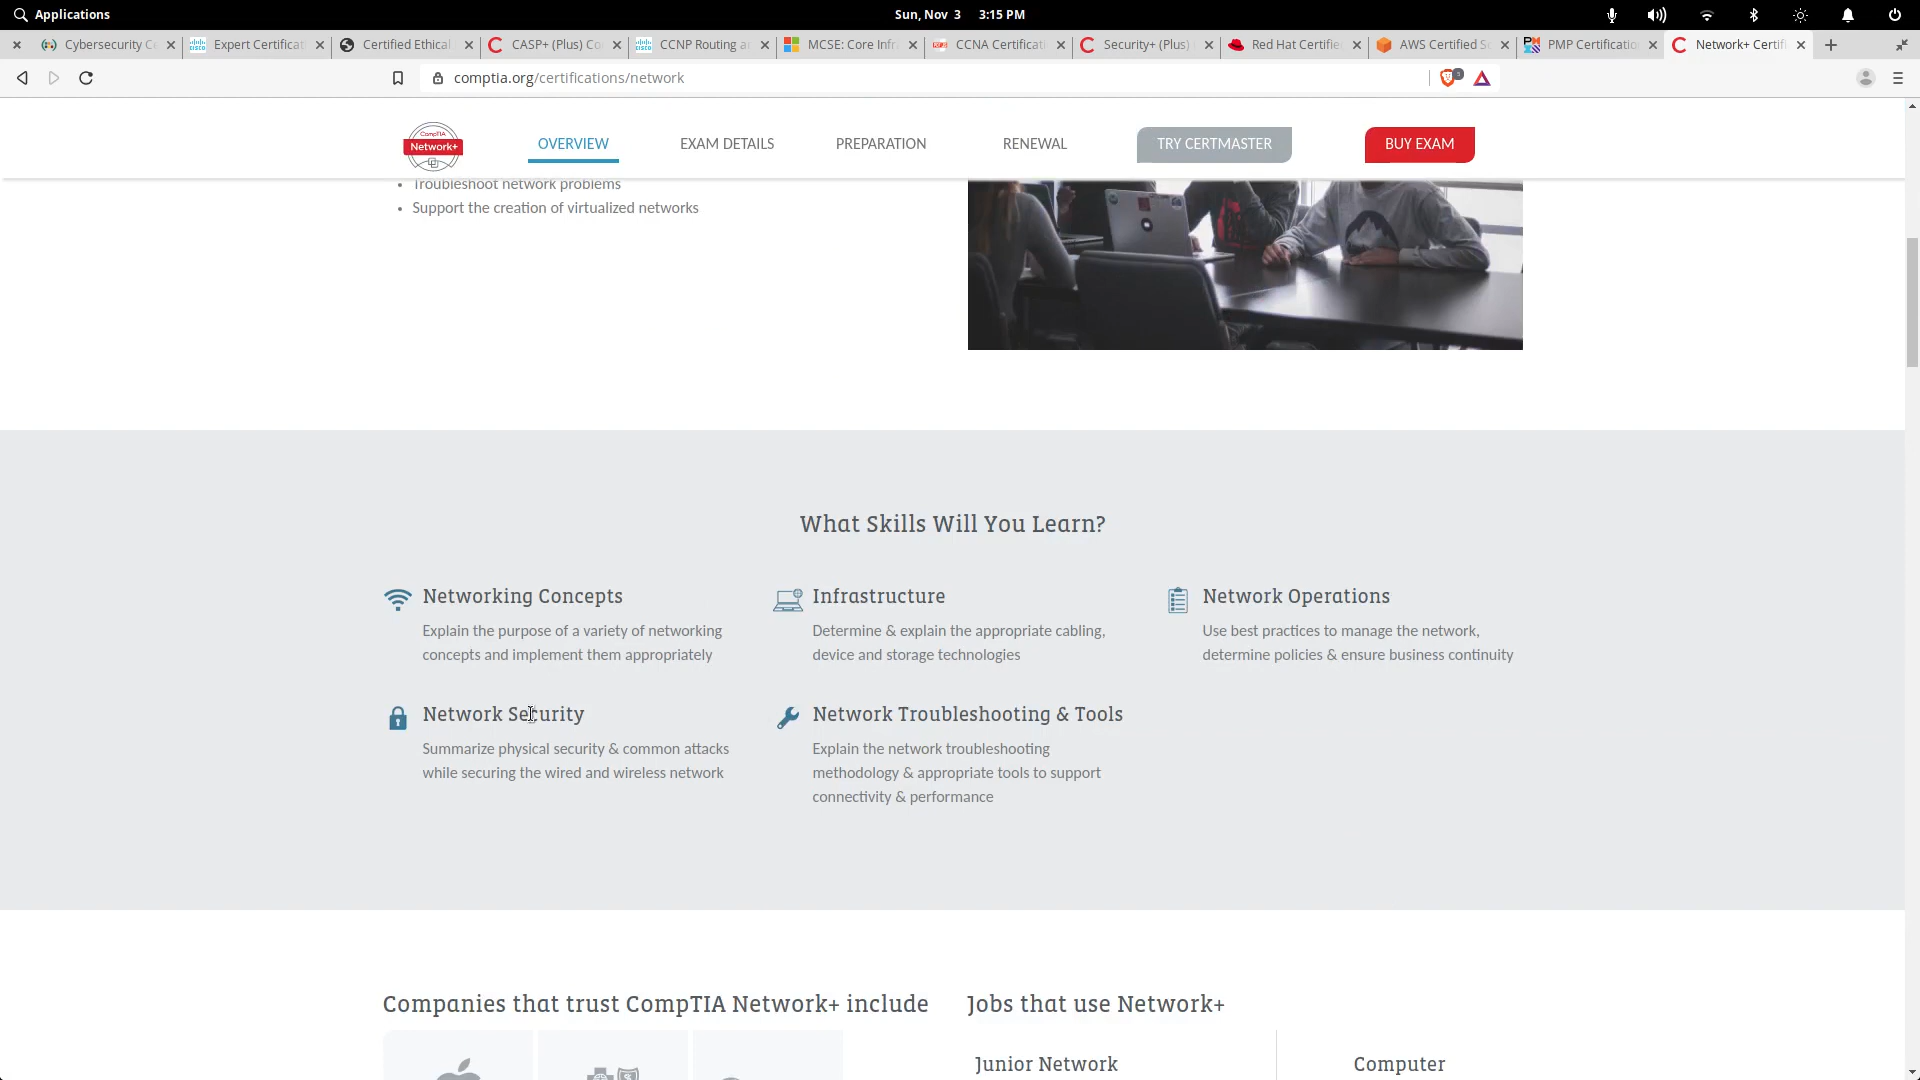 Applications
Sun, Nov 3 3:15 PM
Cybersecurity C
Expert Certificat
Certified Ethical
CASP+ (Plus) Co
CCNP Routing a
MCSE: Core Infr
CCNA Certificat
Security+ (Plus)
Red Hat Certifie
AWS Certified S
PMP Certificatio
Network+ Certif
comptia.org/certifications/network
CompTIA
Network+
OVERVIEW
EXAM DETAILS
PREPARATION
RENEWAL
TRY CERTMASTER
BUY EXAM
• Troubleshoot network problems
• Support the creation of virtualized networks
What Skills Will You Learn?
Networking Concepts
Explain the purpose of a variety of networking
concepts and implement them appropriately
Infrastructure
Determine & explain the appropriate cabling,
device and storage technologies
Network Operations
Use best practices to manage the network,
determine policies & ensure business continuity
Network Security
Summarize physical security & common attacks
while securing the wired and wireless network
Network Troubleshooting & Tools
Explain the network troubleshooting
methodology & appropriate tools to support
connectivity & performance
Companies that trust CompTIA Network+ include
Jobs that use Network+
Junior Network
Computer